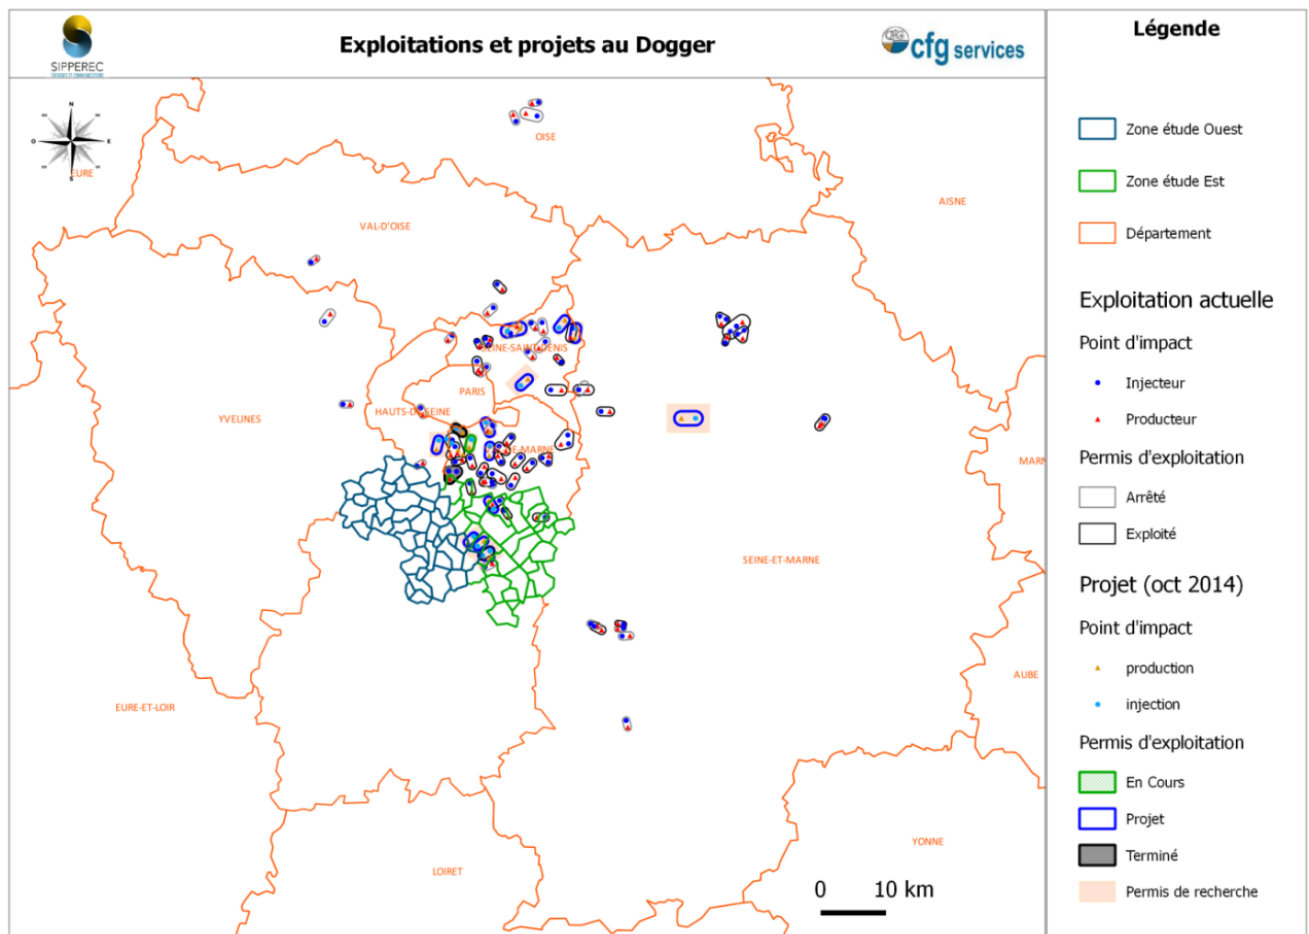 SIPPEREC
Exploitations et projets au Dogger
cfg services
Légende
N
O
E
S
EURE
OISE
AISNE
VAL-D'OISE
SEINE-SAINT-DENIS
PARIS
HAUTS-DE-SEINE
YVELINES
E-MARNE
MARN
SEINE-ET-MARNE
EURE-ET-LOIR
AUBE
YONNE
LOIRET
0 10 km
Zone étude Ouest
Zone étude Est
Département
Exploitation actuelle
Point d'impact
Injecteur
Producteur
Permis d'exploitation
Arrêté
Exploité
Projet (oct 2014)
Point d'impact
production
injection
Permis d'exploitation
En Cours
Projet
Terminé
Permis de recherche